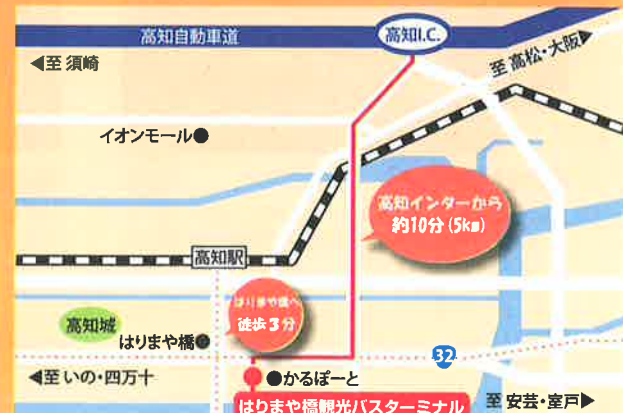 高知自動車道
高知I.C.
◀至 須崎
至 高松・大阪▶
イオンモール●
高知インターから
約10分(5km)
高知駅
はりまや橋へ
徒歩3分
高知城
はりまや橋●
32
◀至 いの・四万十
●かるぽーと
はりまや橋観光バスターミナル
至 安芸・室戸▶